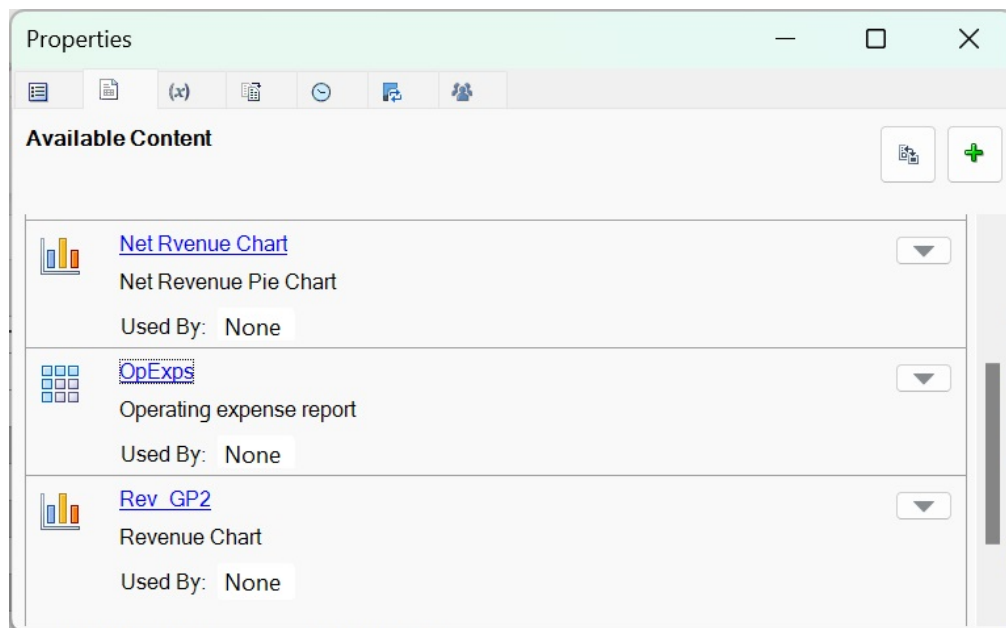 Properties
(x)
Available Content
Net Rvenue Chart
Net Revenue Pie Chart
Used By: None
OpExps
Operating expense report
Used By: None
Rev_GP2
Revenue Chart
Used By: None